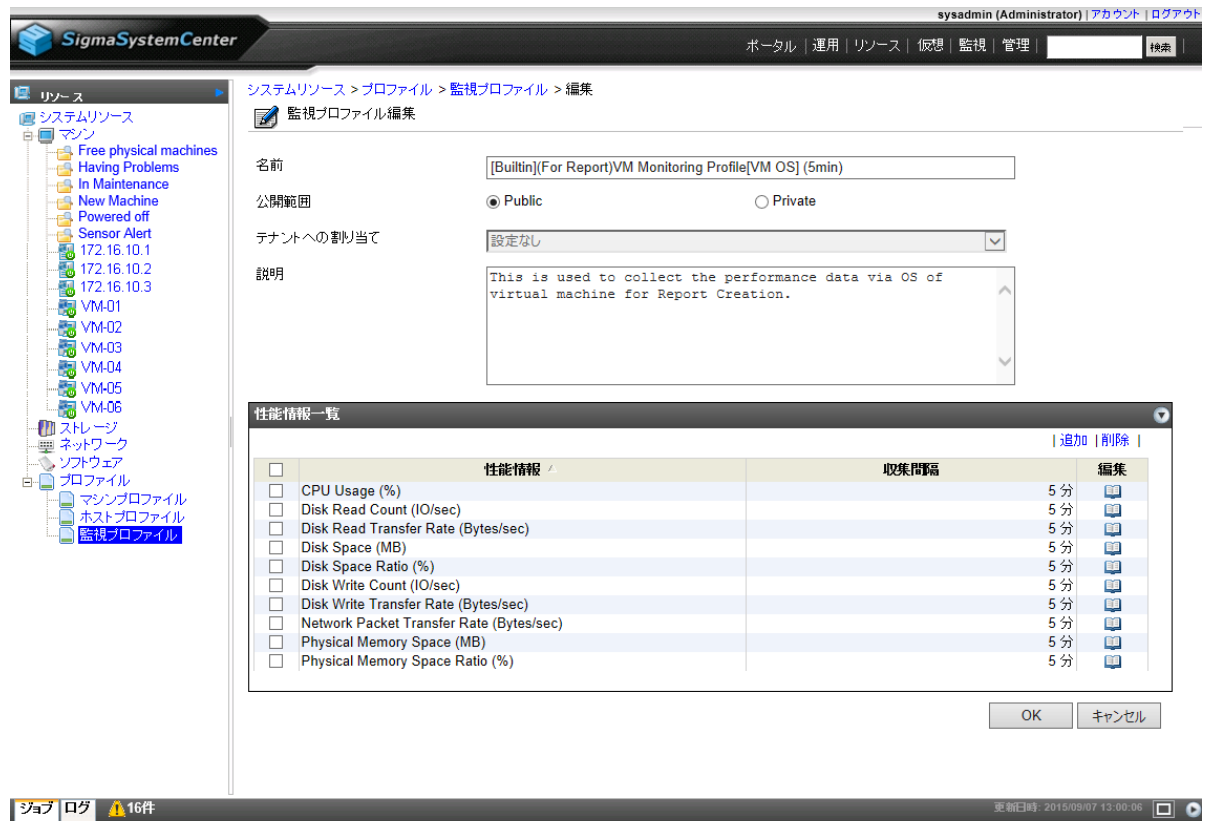 sysadmin (Administrator) | アカウント | ログアウト
SigmaSystemCenter
ポータル | 運用 | リソース | 仮想 | 監視 | 管理 | 検索 |
リソース
システムリソース
マシン
Free physical machines
Having Problems
In Maintenance
New Machine
Powered off
Sensor Alert
172.16.10.1
172.16.10.2
172.16.10.3
VM-01
VM-02
VM-03
VM-04
VM-05
VM-06
ストレージ
ネットワーク
ソフトウェア
プロファイル
マシンプロファイル
ホストプロファイル
監視プロファイル
システムリソース > プロファイル > 監視プロファイル > 編集
監視プロファイル編集
名前
[Builtin](For Report)VM Monitoring Profile[VM OS] (5min)
公開範囲
Public Private
テナントへの割り当て
設定なし
説明
This is used to collect the performance data via OS of
virtual machine for Report Creation.
性能情報一覧
| 追加 | 削除 |
性能情報 収集間隔 編集
CPU Usage (%) 5 分
Disk Read Count (IO/sec) 5 分
Disk Read Transfer Rate (Bytes/sec) 5 分
Disk Space (MB) 5 分
Disk Space Ratio (%) 5 分
Disk Write Count (IO/sec) 5 分
Disk Write Transfer Rate (Bytes/sec) 5 分
Network Packet Transfer Rate (Bytes/sec) 5 分
Physical Memory Space (MB) 5 分
Physical Memory Space Ratio (%) 5 分
OK キャンセル
ジョブ ログ 16件 更新日時: 2015/09/07 13:00:06